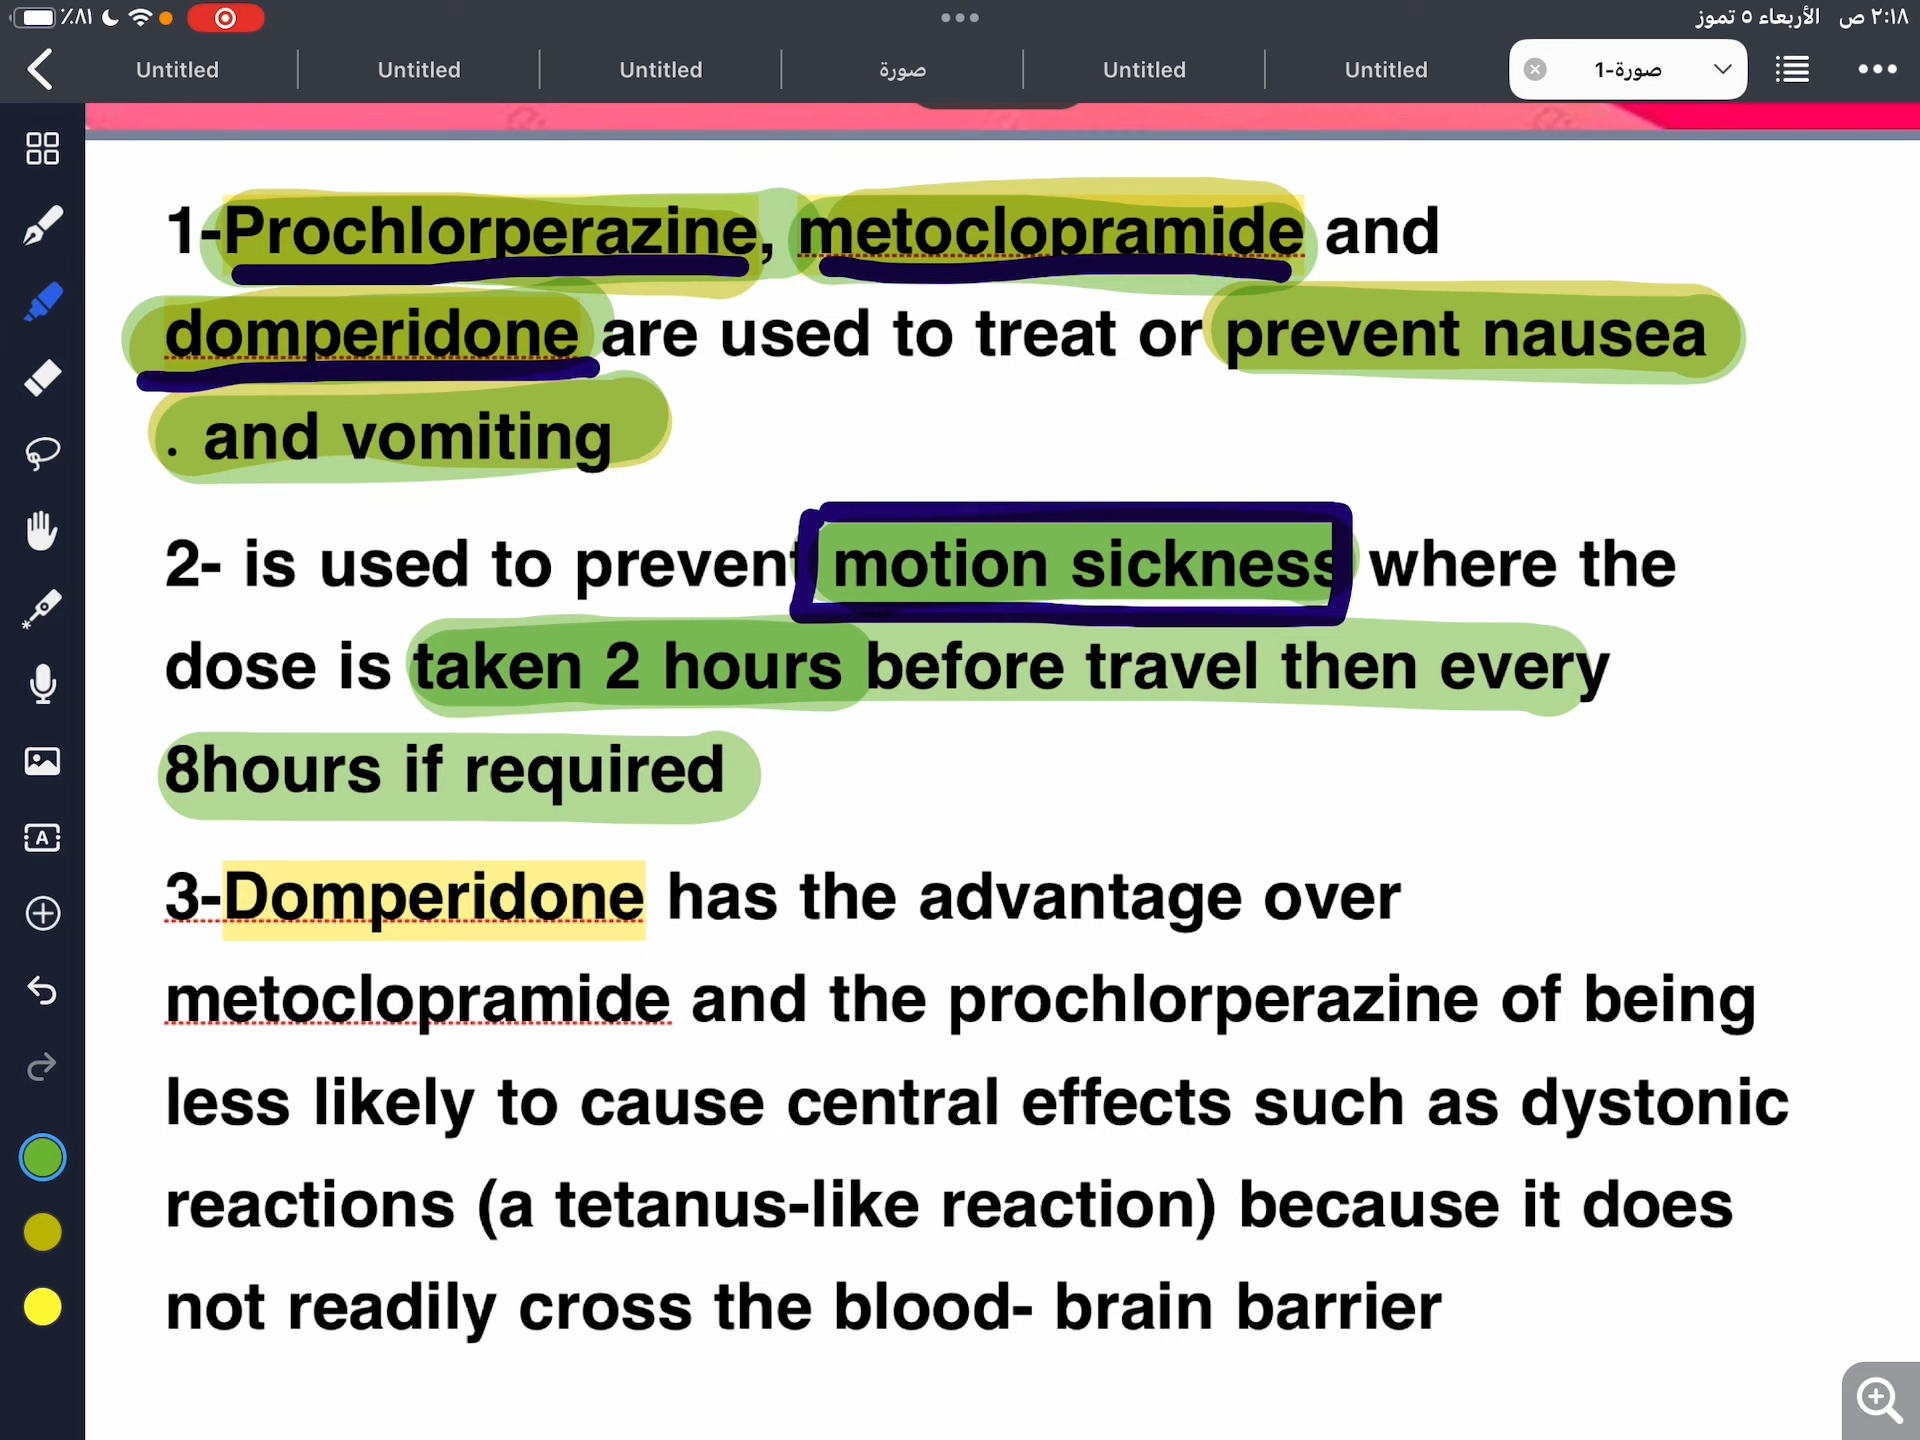 ٪٨١
٢:١٨ ص الأربعاء ٥ تموز
Untitled
Untitled
Untitled
صورة
Untitled
Untitled
صورة-1
1-Prochlorperazine, metoclopramide and
domperidone are used to treat or prevent nausea
. and vomiting
2- is used to prevent motion sickness where the
dose is taken 2 hours before travel then every
8hours if required
3-Domperidone has the advantage over
metoclopramide and the prochlorperazine of being
less likely to cause central effects such as dystonic
reactions (a tetanus-like reaction) because it does
not readily cross the blood- brain barrier